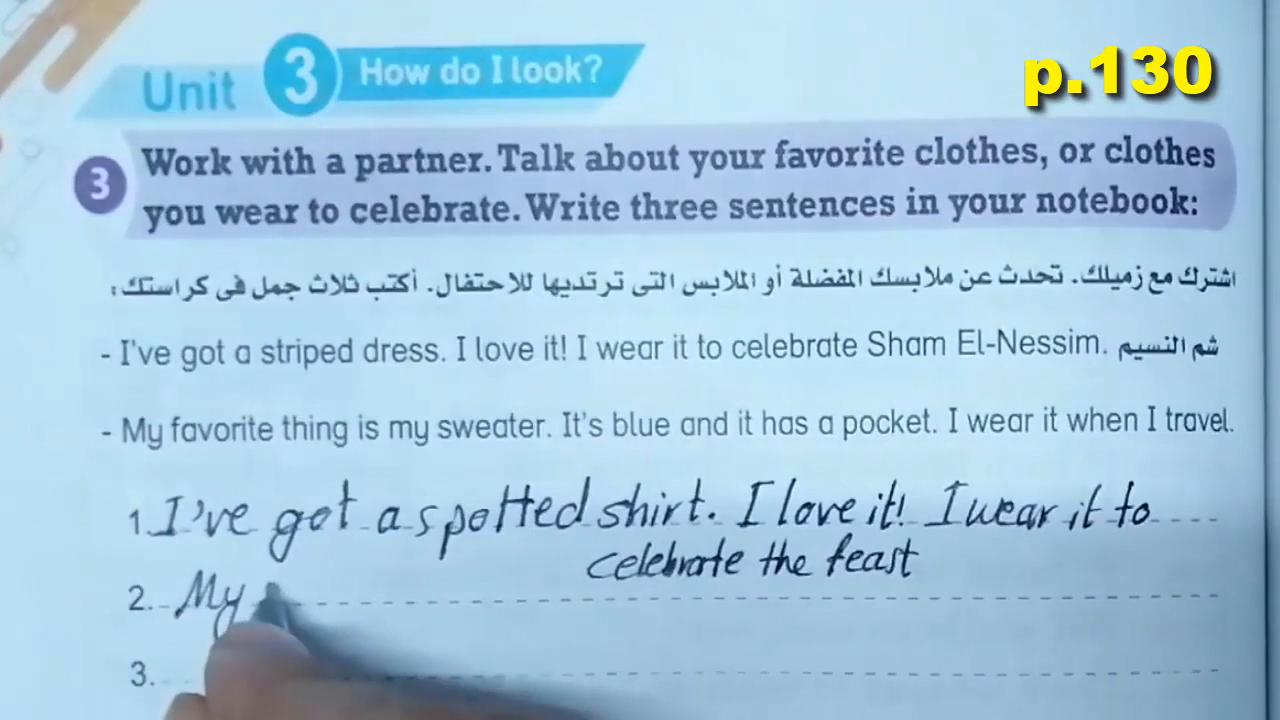 p.130
Unit 3 How do I look?
3 Work with a partner. Talk about your favorite clothes, or clothes
you wear to celebrate. Write three sentences in your notebook:
اشترك مع زميلك. تحدث عن ملابسك المفضلة أو الملابس التى ترتديها للاحتفال. أكتب ثلاث جمل فى كراستك:
- I've got a striped dress. I love it! I wear it to celebrate Sham El-Nessim. شم النسيم
- My favorite thing is my sweater. It's blue and it has a pocket. I wear it when I travel.
1. I've got a spotted shirt. I love it! I wear it to
celebrate the feast
2. My
3.